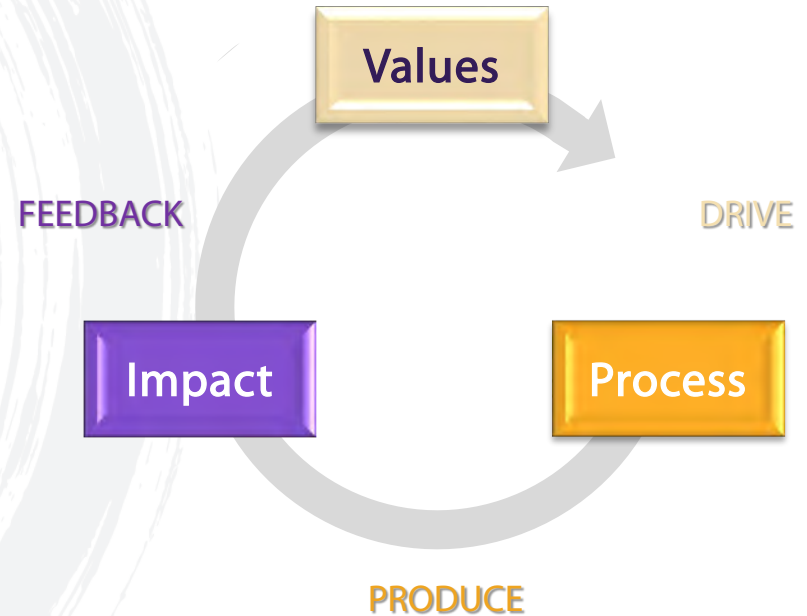 Values
FEEDBACK
DRIVE
Impact
Process
PRODUCE